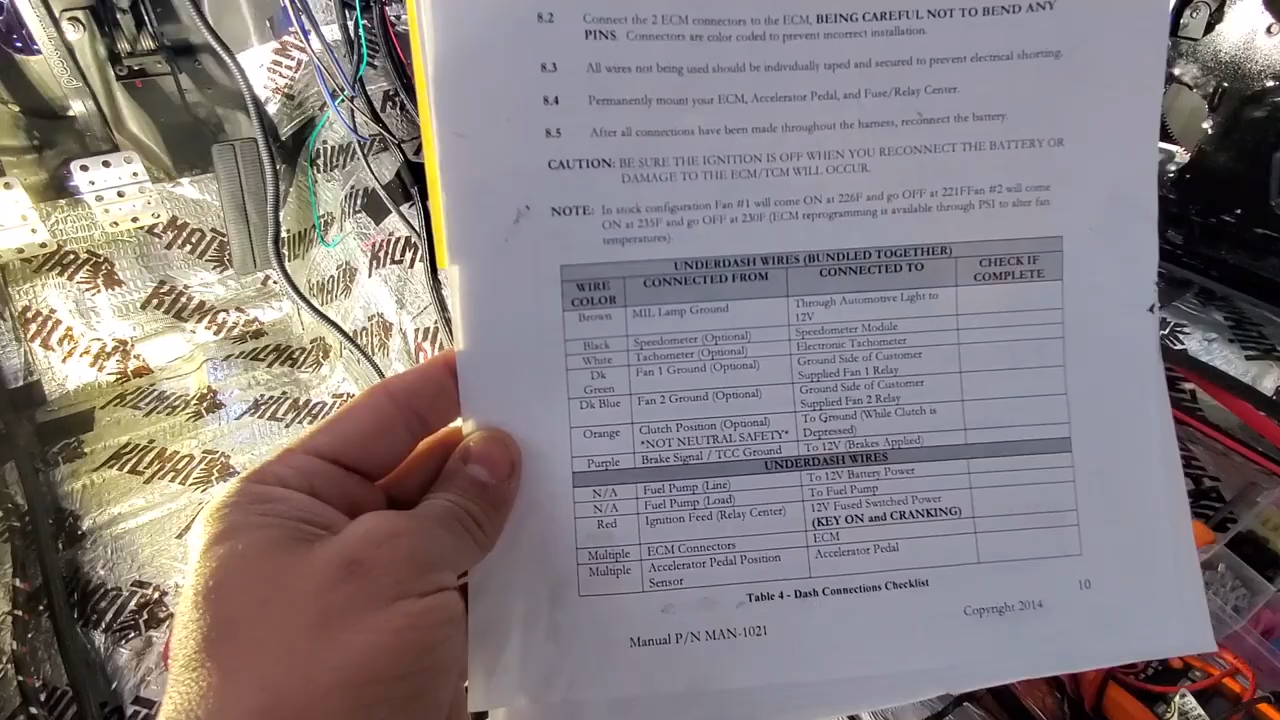 8.2 Connect the 2 ECM connectors to the ECM, BEING CAREFUL NOT TO BEND ANY
PINS. Connectors are color coded to prevent incorrect installation.
8.3 All wires not being used should be individually taped and secured to prevent electrical shorting.
8.4 Permanently mount your ECM, Accelerator Pedal, and Fuse/Relay Center.
8.5 After all connections have been made throughout the harness, reconnect the battery.
CAUTION: BE SURE THE IGNITION IS OFF WHEN YOU RECONNECT THE BATTERY OR
DAMAGE TO THE ECM/TCM WILL OCCUR.
NOTE: In stock configuration Fan #1 will come ON at 226F and go OFF at 221FFan #2 will come
ON at 235F and go OFF at 230F (ECM reprogramming is available through PSI to alter fan
temperatures).
UNDERDASH WIRES (BUNDLED TOGETHER)
WIRE COLOR CONNECTED FROM CONNECTED TO CHECK IF COMPLETE
Brown MIL Lamp Ground Through Automotive Light to 12V
Black Speedometer (Optional) Speedometer Module
White Tachometer (Optional) Electronic Tachometer
Dk Green Fan 1 Ground (Optional) Ground Side of Customer Supplied Fan 1 Relay
Dk Blue Fan 2 Ground (Optional) Ground Side of Customer Supplied Fan 2 Relay
Orange Clutch Position (Optional) *NOT NEUTRAL SAFETY* To Ground (While Clutch is Depressed)
Purple Brake Signal / TCC Ground To 12V (Brakes Applied)
UNDERDASH WIRES
N/A Fuel Pump (Line) To 12V Battery Power
N/A Fuel Pump (Load) To Fuel Pump
Red Ignition Feed (Relay Center) 12V Fused Switched Power (KEY ON and CRANKING)
Multiple ECM Connectors ECM
Multiple Accelerator Pedal Position Sensor Accelerator Pedal
Table 4 - Dash Connections Checklist
10
Copyright 2014
Manual P/N MAN-1021
KILMAT
KILMAT
KILMAT
KILMAT
KILMAT
KILMAT